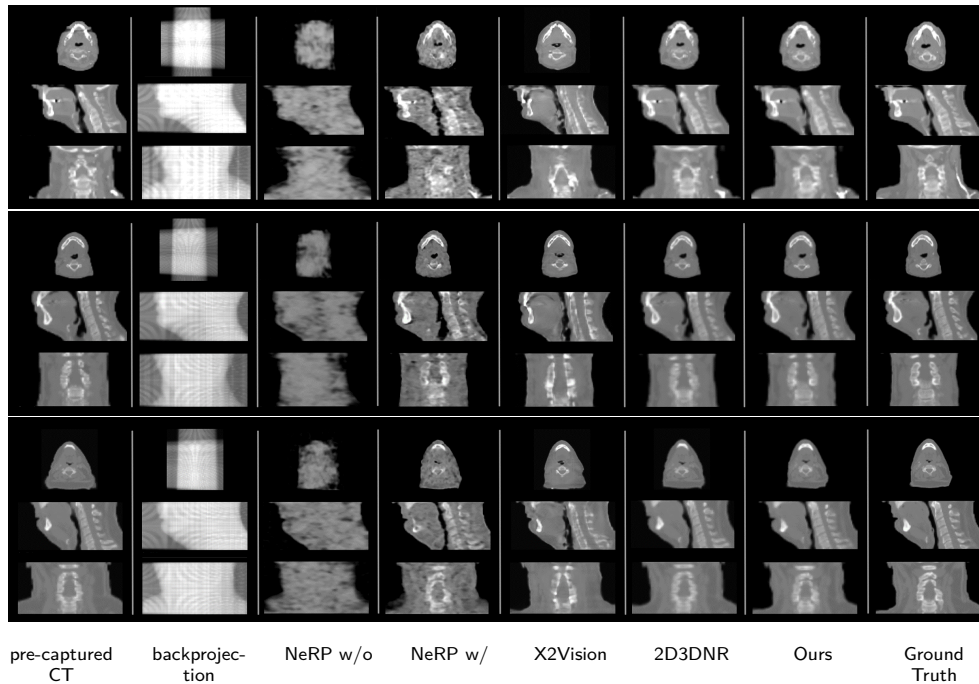 pre-captured backprojec- NeRP w/o NeRP w/ X2Vision 2D3DNR Ours Ground
CT tion Truth